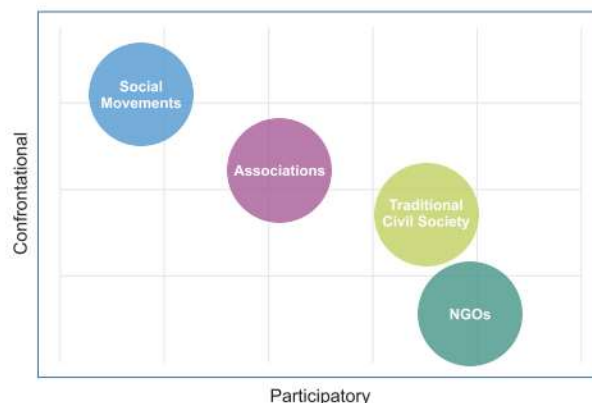 Social
Movements
Associations
Traditional
Civil Society
NGOs
Confrontational
Participatory